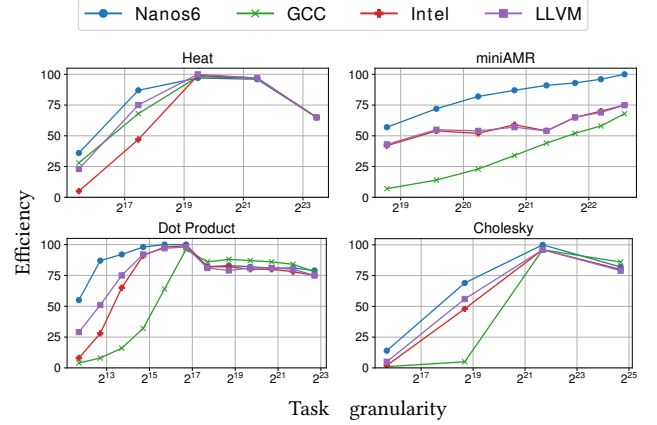 Nanos6 GCC Intel LLVM
Heat miniAMR
100 75 50 25 0
2^17 2^19 2^21 2^23
100 75 50 25 0
2^19 2^20 2^21 2^22
Efficiency
Dot Product Cholesky
100 75 50 25 0
2^13 2^15 2^17 2^19 2^21 2^23
100 75 50 25 0
2^17 2^19 2^21 2^23 2^25
Task granularity